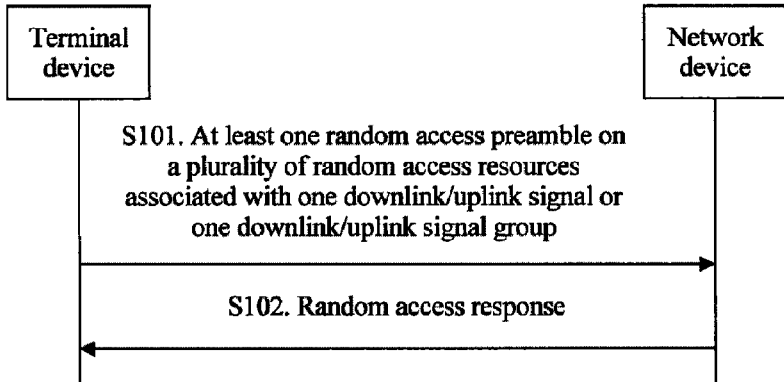 Terminal
device
Network
device
S101. At least one random access preamble on
a plurality of random access resources
associated with one downlink/uplink signal or
one downlink/uplink signal group
S102. Random access response